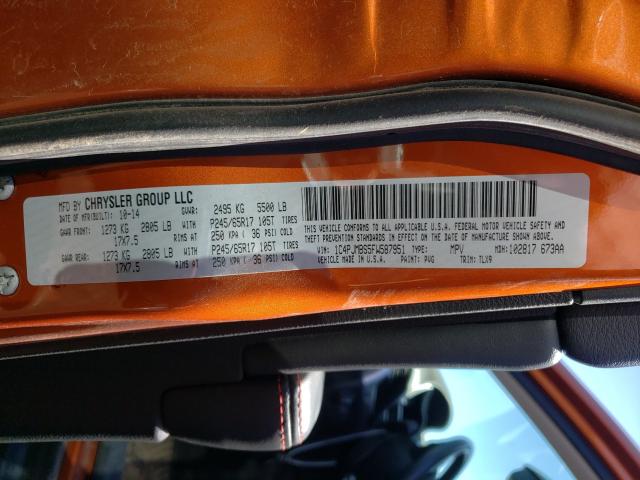 MFD BY CHRYSLER GROUP LLC
DATE OF MFR(BUILT): 10-14
GVWR: 2495 KG 5500 LB
GAWR FRONT: 1273 KG 2805 LB WITH P245/65R17 105T TIRES
17X7.5 RIMS AT 250 KPA ( 36 PSI) COLD
GAWR REAR: 1273 KG 2805 LB WITH P245/65R17 105T TIRES
17X7.5 RIMS AT 250 KPA ( 36 PSI) COLD
THIS VEHICLE CONFORMS TO ALL APPLICABLE U.S.A. FEDERAL MOTOR VEHICLE SAFETY AND THEFT PREVENTION STANDARDS IN EFFECT ON THE DATE OF MANUFACTURE SHOWN ABOVE.
VIN: 1C4PJMBS5FW587951 TYPE: MPV MDH: 102817 673AA
MADE IN U.S.A. PAINT: PVG TRIM: TLX9